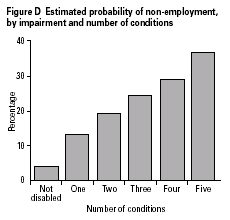 Figure D Estimated probability of non-employment,
by impairment and number of conditions
Percentage
40
30
20
10
0
Not
disabled
One
Two
Three
Four
Five
Number of conditions